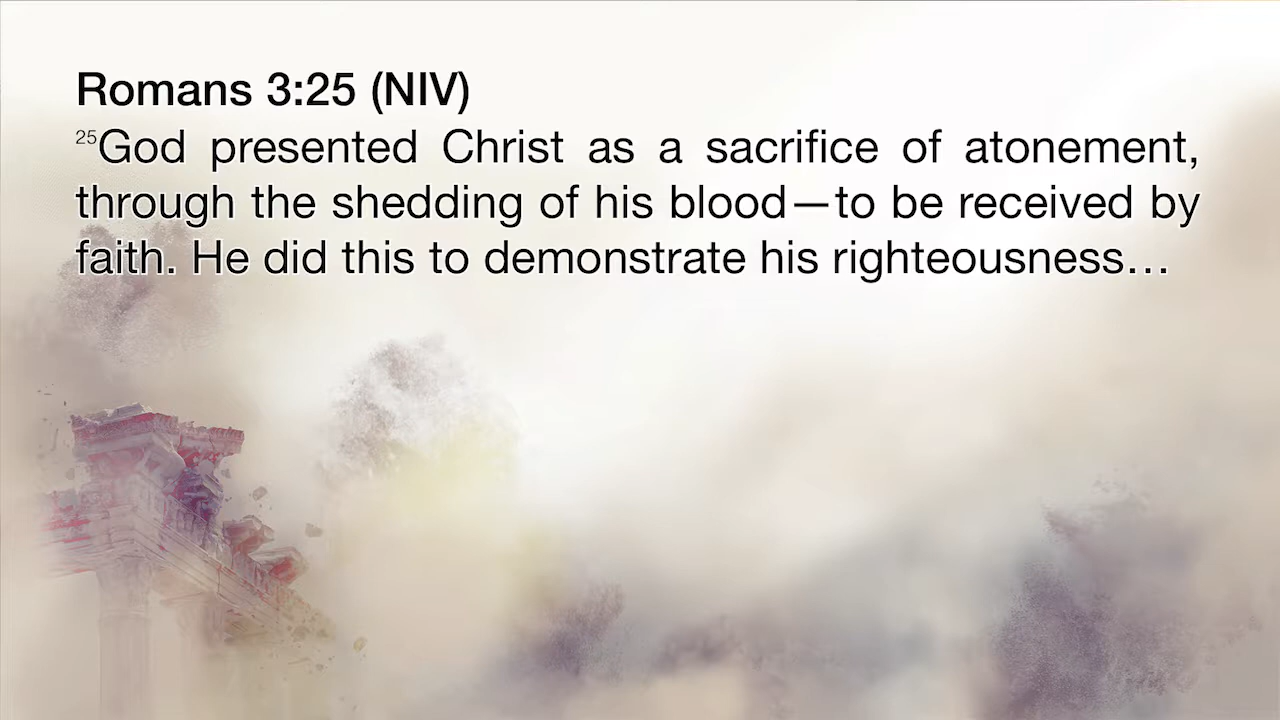 Romans 3:25 (NIV)
25God presented Christ as a sacrifice of atonement,
through the shedding of his blood—to be received by
faith. He did this to demonstrate his righteousness…